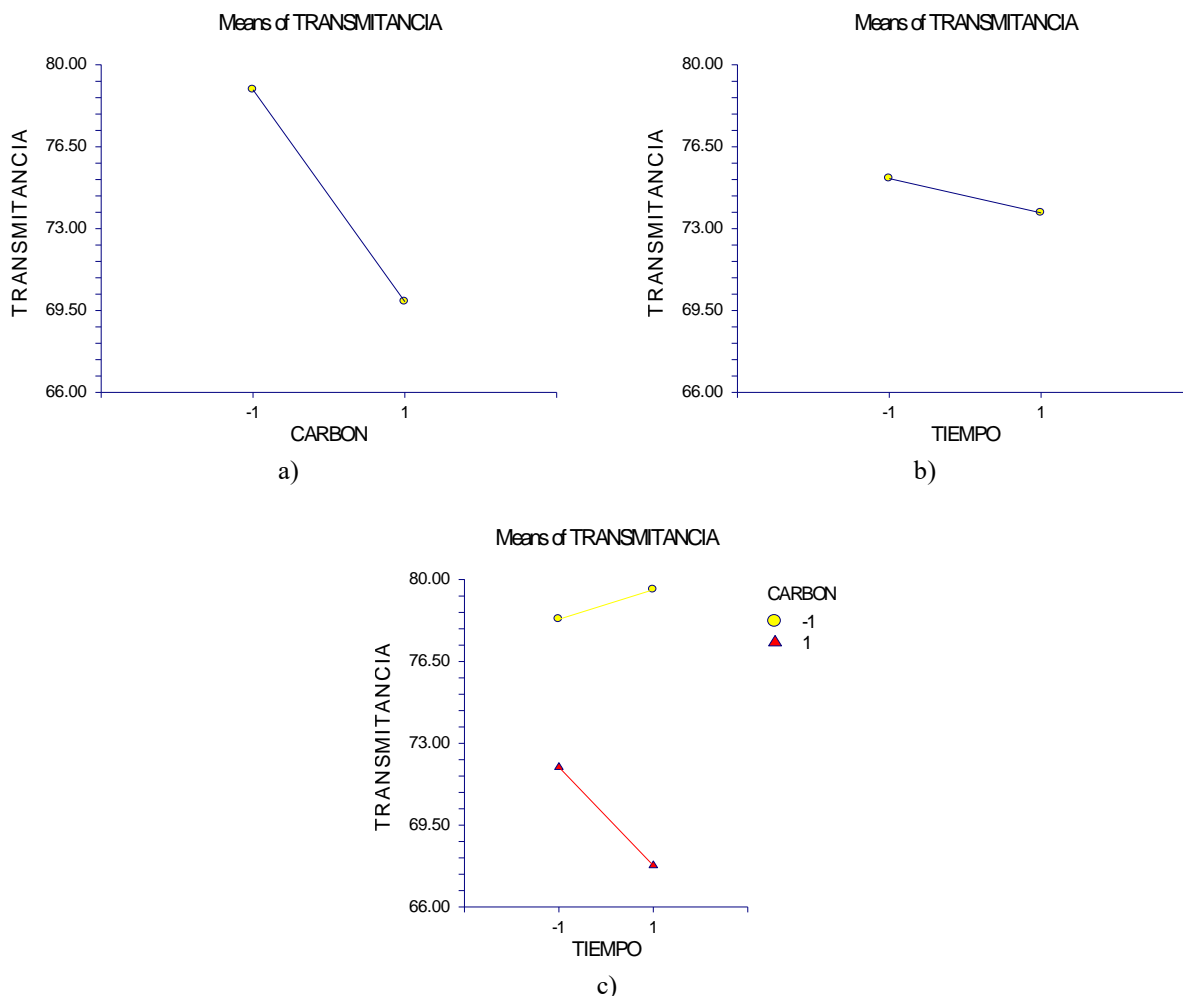 Means of TRANSMITANCIA
80.00
76.50
73.00
69.50
66.00
TRANSMITANCIA
-1
1
CARBON
a)
Means of TRANSMITANCIA
80.00
76.50
73.00
69.50
66.00
TRANSMITANCIA
-1
1
TIEMPO
b)
Means of TRANSMITANCIA
80.00
76.50
73.00
69.50
66.00
TRANSMITANCIA
-1
1
TIEMPO
CARBON
-1
1
c)